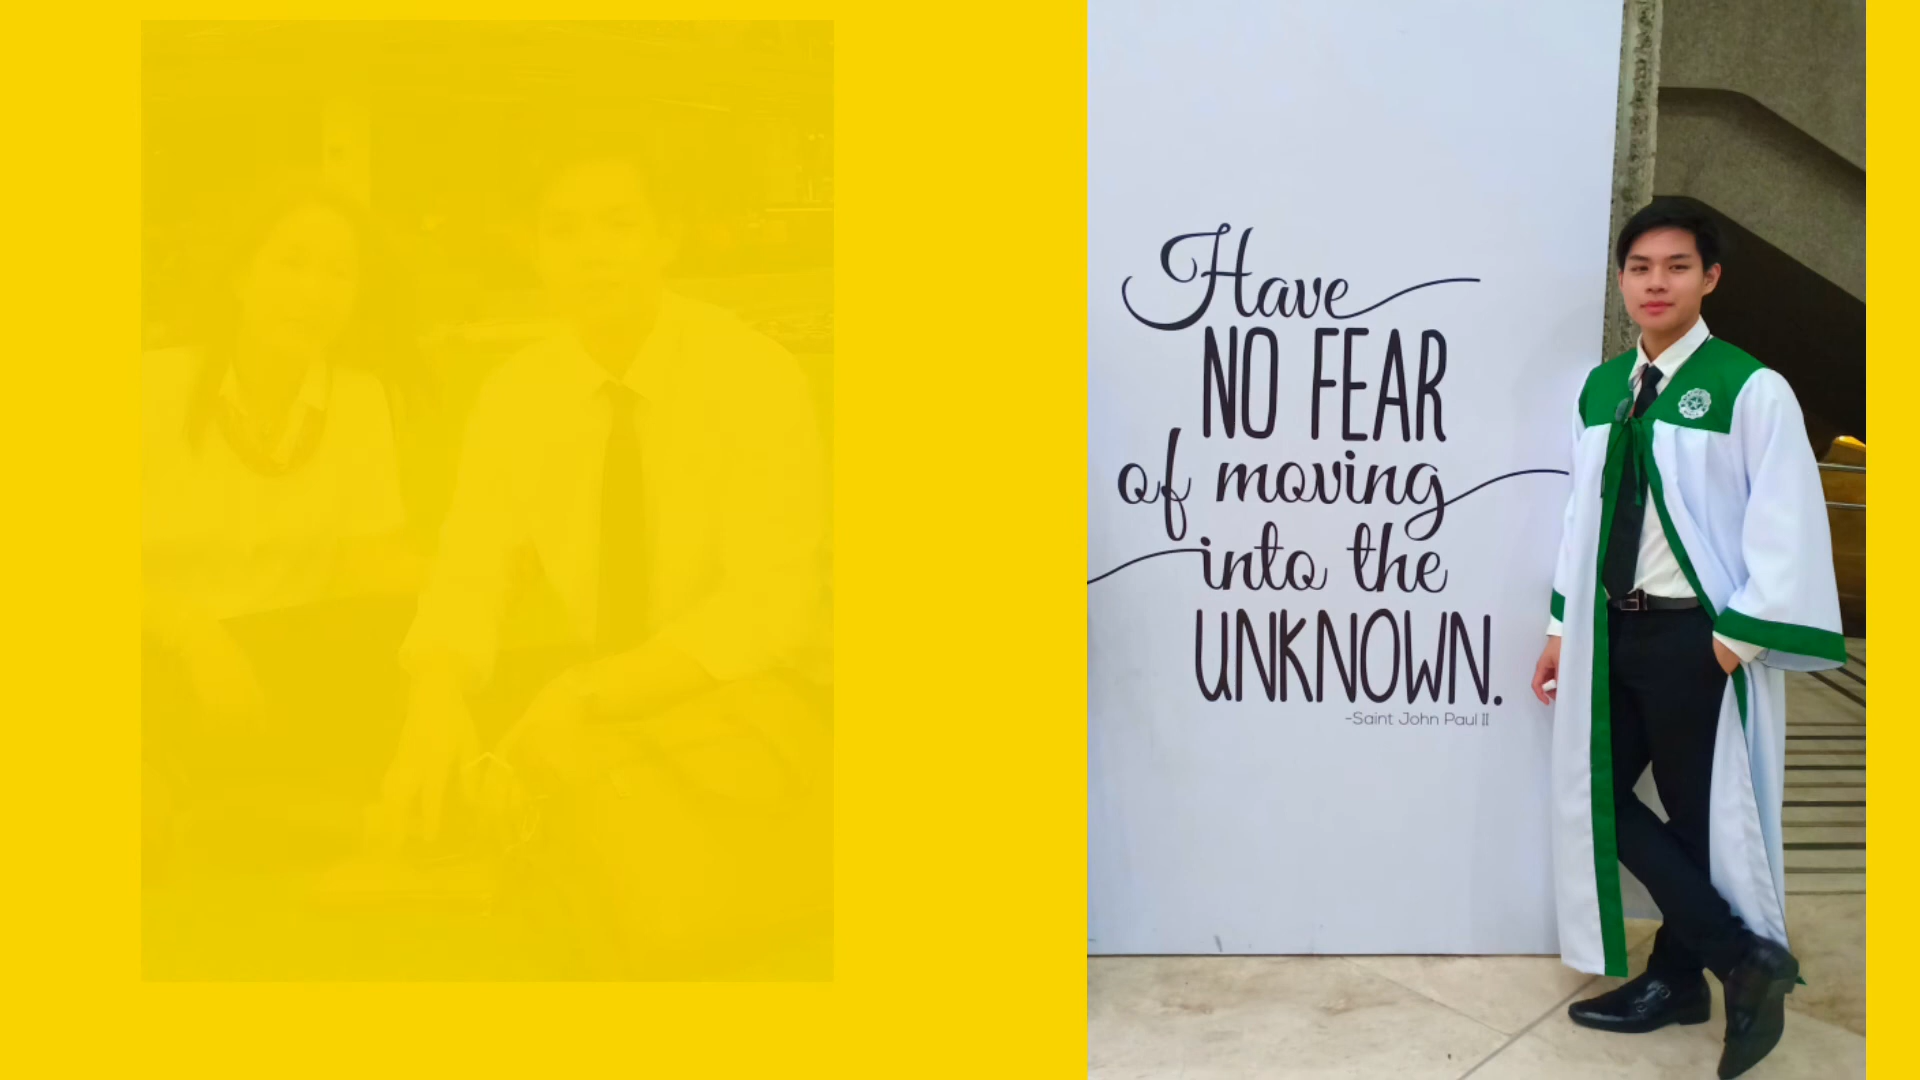 Have
NO FEAR
of moving
into the
UNKNOWN.
-Saint John Paul II